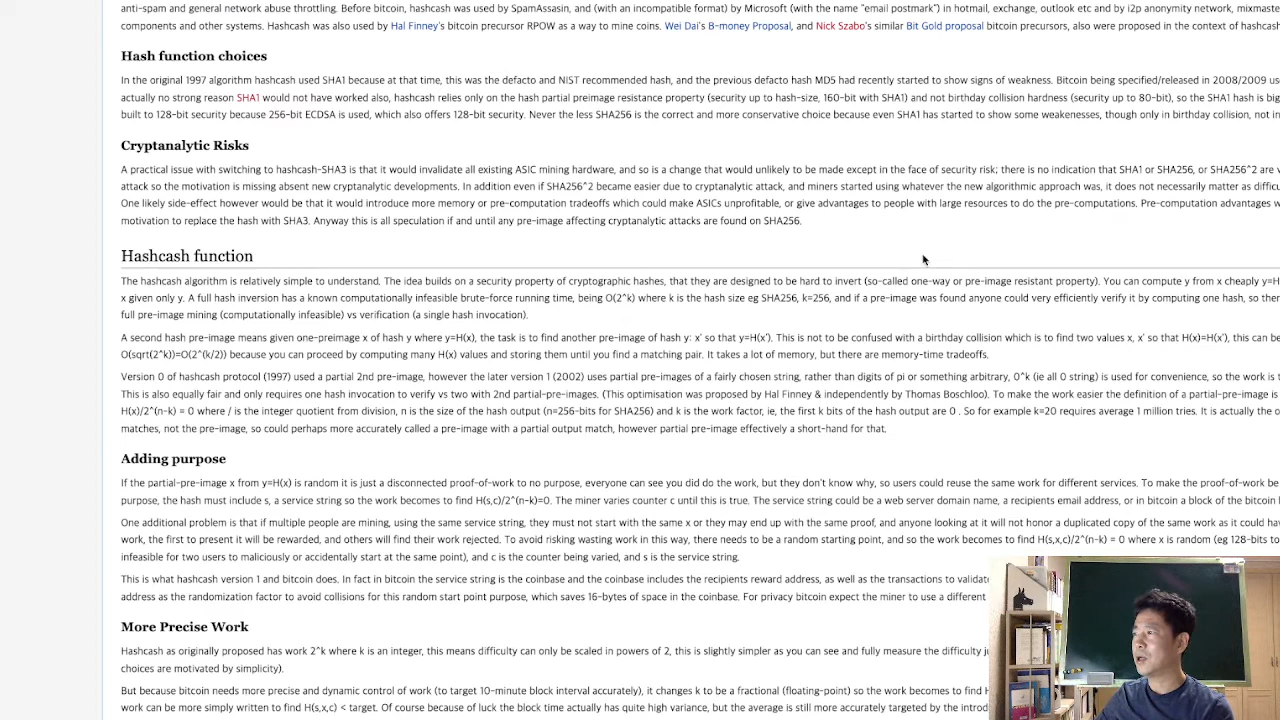 anti-spam and general network abuse throttling. Before bitcoin, hashcash was used by SpamAssasin, and (with an incompatible format) by Microsoft (with the name "email postmark") in hotmail, exchange, outlook etc and by i2p anonymity network, mixmaste
components and other systems. Hashcash was also used by Hal Finney's bitcoin precursor RPOW as a way to mine coins. Wei Dai's B-money Proposal, and Nick Szabo's similar Bit Gold proposal bitcoin precursors, also were proposed in the context of hashcas
Hash function choices
In the original 1997 algorithm hashcash used SHA1 because at that time, this was the defacto and NIST recommended hash, and the previous defacto hash MD5 had recently started to show signs of weakness. Bitcoin being specified/released in 2008/2009 us
actually no strong reason SHA1 would not have worked also, hashcash relies only on the hash partial preimage resistance property (security up to hash-size, 160-bit with SHA1) and not birthday collision hardness (security up to 80-bit), so the SHA1 hash is big
built to 128-bit security because 256-bit ECDSA is used, which also offers 128-bit security. Never the less SHA256 is the correct and more conservative choice because even SHA1 has started to show some weaknesses, though only in birthday collision, not in
Cryptanalytic Risks
A practical issue with switching to hashcash-SHA3 is that it would invalidate all existing ASIC mining hardware, and so is a change that would unlikely to be made except in the face of security risk; there is no indication that SHA1 or SHA256, or SHA256^2 are v
attack so the motivation is missing absent new cryptanalytic developments. In addition even if SHA256^2 became easier due to cryptanalytic attack, and miners started using whatever the new algorithmic approach was, it does not necessarily matter as difficu
One likely side-effect however would be that it would introduce more memory or pre-computation tradeoffs which could make ASICs unprofitable, or give advantages to people with large resources to do the pre-computations. Pre-computation advantages w
motivation to replace the hash with SHA3. Anyway this is all speculation if and until any pre-image affecting cryptanalytic attacks are found on SHA256.
Hashcash function
The hashcash algorithm is relatively simple to understand. The idea builds on a security property of cryptographic hashes, that they are designed to be hard to invert (so-called one-way or pre-image resistant property). You can compute y from x cheaply y=H
x given only y. A full hash inversion has a known computationally infeasible brute-force running time, being O(2^k) where k is the hash size eg SHA256, k=256, and if a pre-image was found anyone could very efficiently verify it by computing one hash, so ther
full pre-image mining (computationally infeasible) vs verification (a single hash invocation).
A second hash pre-image means given one-preimage x of hash y where y=H(x), the task is to find another pre-image of hash y: x' so that y=H(x'). This is not to be confused with a birthday collision which is to find two values x, x' so that H(x)=H(x'), this can be
O(sqrt(2^k))=O(2^(k/2)) because you can proceed by computing many H(x) values and storing them until you find a matching pair. It takes a lot of memory, but there are memory-time tradeoffs.
Version 0 of hashcash protocol (1997) used a partial 2nd pre-image, however the later version 1 (2002) uses partial pre-images of a fairly chosen string, rather than digits of pi or something arbitrary, 0^k (ie all 0 string) is used for convenience, so the work is t
This is also equally fair and only requires one hash invocation to verify vs two with 2nd partial-pre-images. (This optimisation was proposed by Hal Finney & independently by Thomas Boschloo). To make the work easier the definition of a partial-pre-image is
H(x)/2^(n-k) = 0 where / is the integer quotient from division, n is the size of the hash output (n=256-bits for SHA256) and k is the work factor, ie, the first k bits of the hash output are 0 . So for example k=20 requires average 1 million tries. It is actually the o
matches, not the pre-image, so could perhaps more accurately called a pre-image with a partial output match, however partial pre-image effectively a short-hand for that.
Adding purpose
If the partial-pre-image x from y=H(x) is random it is just a disconnected proof-of-work to no purpose, everyone can see you did do the work, but they don't know why, so users could reuse the same work for different services. To make the proof-of-work be
purpose, the hash must include s, a service string so the work becomes to find H(s,c)/2^(n-k)=0. The miner varies counter c until this is true. The service string could be a web server domain name, a recipients email address, or in bitcoin a block of the bitcoin
One additional problem is that if multiple people are mining, using the same service string, they must not start with the same x or they may end up with the same proof, and anyone looking at it will not honor a duplicated copy of the same work as it could ha
work, the first to present it will be rewarded, and others will find their work rejected. To avoid risking wasting work in this way, there needs to be a random starting point, and so the work becomes to find H(s,x,c)/2^(n-k) = 0 where x is random (eg 128-bits to
infeasible for two users to maliciously or accidentally start at the same point), and c is the counter being varied, and s is the service string.
This is what hashcash version 1 and bitcoin does. In fact in bitcoin the service string is the coinbase and the coinbase includes the recipients reward address, as well as the transactions to validat
address as the randomization factor to avoid collisions for this random start point purpose, which saves 16-bytes of space in the coinbase. For privacy bitcoin expect the miner to use a different
More Precise Work
Hashcash as originally proposed has work 2^k where k is an integer, this means difficulty can only be scaled in powers of 2, this is slightly simpler as you can see and fully measure the difficulty j
choices are motivated by simplicity).
But because bitcoin needs more precise and dynamic control of work (to target 10-minute block interval accurately), it changes k to be a fractional (floating-point) so the work becomes to find H
work can be more simply written to find H(s,x,c) < target. Of course because of luck the block time actually has quite high variance, but the average is still more accurately targeted by the introd